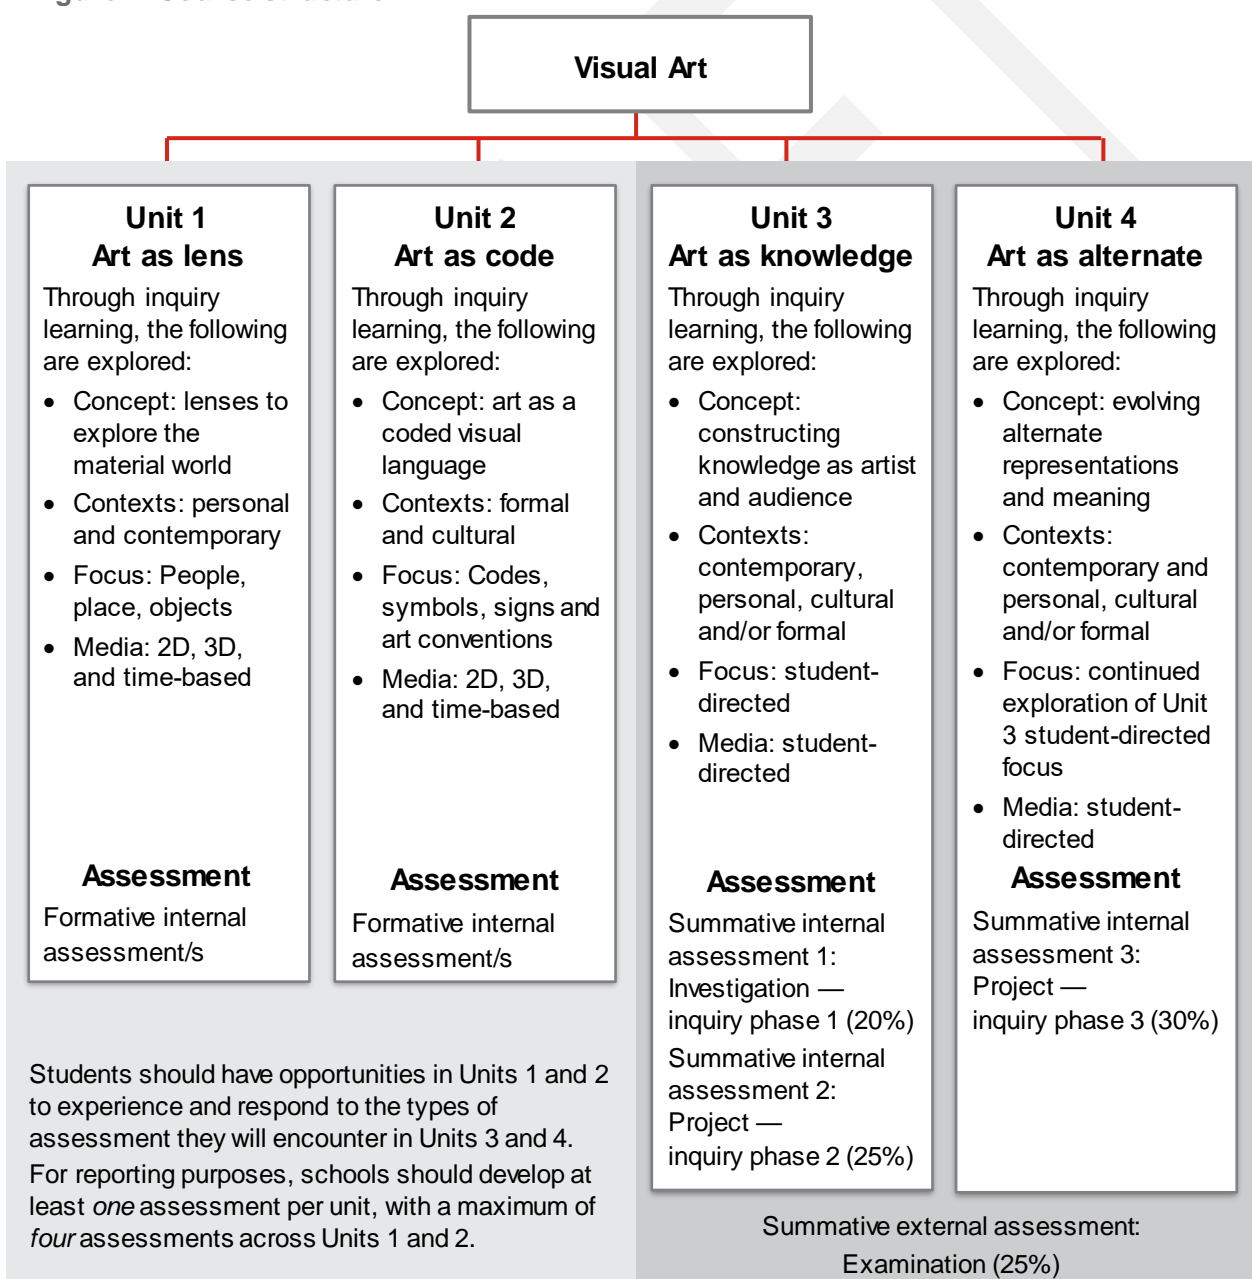 Visual Art
Unit 1
Art as lens
Through inquiry
learning, the following
are explored:
• Concept: lenses to
explore the
material world
• Contexts: personal
and contemporary
• Focus: People,
place, objects
• Media: 2D, 3D,
and time-based
Assessment
Formative internal
assessment/s
Unit 2
Art as code
Through inquiry
learning, the following
are explored:
• Concept: art as a
coded visual
language
• Contexts: formal
and cultural
• Focus: Codes,
symbols, signs and
art conventions
• Media: 2D, 3D,
and time-based
Assessment
Formative internal
assessment/s
Students should have opportunities in Units 1 and 2
to experience and respond to the types of
assessment they will encounter in Units 3 and 4.
For reporting purposes, schools should develop at
least one assessment per unit, with a maximum of
four assessments across Units 1 and 2.
Unit 3
Art as knowledge
Through inquiry
learning, the following
are explored:
• Concept:
constructing
knowledge as artist
and audience
• Contexts:
contemporary,
personal, cultural
and/or formal
• Focus: student-
directed
• Media: student-
directed
Assessment
Summative internal
assessment 1:
Investigation —
inquiry phase 1 (20%)
Summative internal
assessment 2:
Project —
inquiry phase 2 (25%)
Unit 4
Art as alternate
Through inquiry
learning, the following
are explored:
• Concept: evolving
alternate
representations
and meaning
• Contexts:
contemporary and
personal, cultural
and/or formal
• Focus: continued
exploration of Unit
3 student-directed
focus
• Media: student-
directed
Assessment
Summative internal
assessment 3:
Project —
inquiry phase 3 (30%)
Summative external assessment:
Examination (25%)